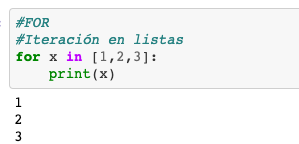 #FOR
#Iteración en listas
for x in [1,2,3]:
    print(x)
1
2
3